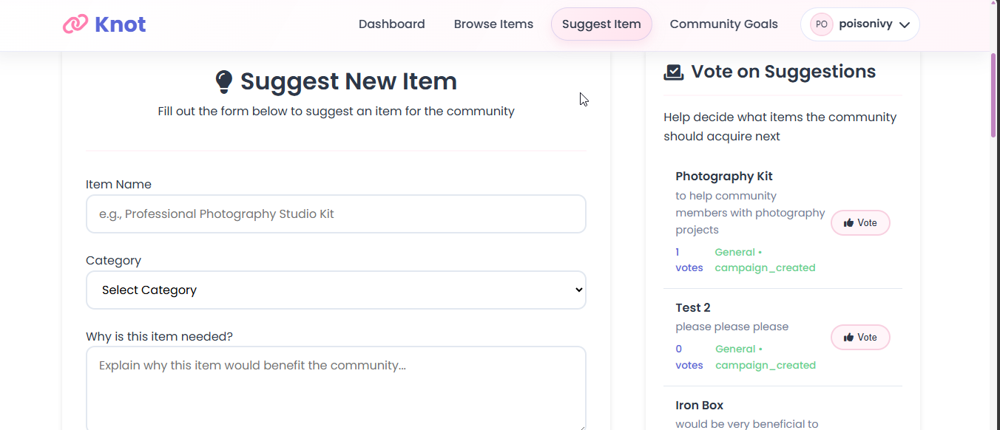 Knot
Dashboard
Browse Items
Suggest Item
Community Goals
PO
poisonivy
Suggest New Item
Fill out the form below to suggest an item for the community
Item Name
e.g., Professional Photography Studio Kit
Category
Select Category
Why is this item needed?
Explain why this item would benefit the community...
Vote on Suggestions
Help decide what items the community
should acquire next
Photography Kit
to help community
members with photography
projects
1
votes
General •
campaign_created
Vote
Test 2
please please please
0
votes
General •
campaign_created
Vote
Iron Box
would be very beneficial to